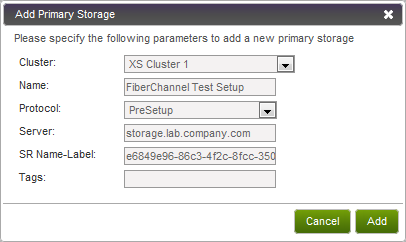 Add Primary Storage
Please specify the following parameters to add a new primary storage
Cluster: XS Cluster 1
Name: FiberChannel Test Setup
Protocol: PreSetup
Server: storage.lab.company.com
SR Name-Label: e6849e96-86c3-4f2c-8fcc-350
Tags:
Cancel Add